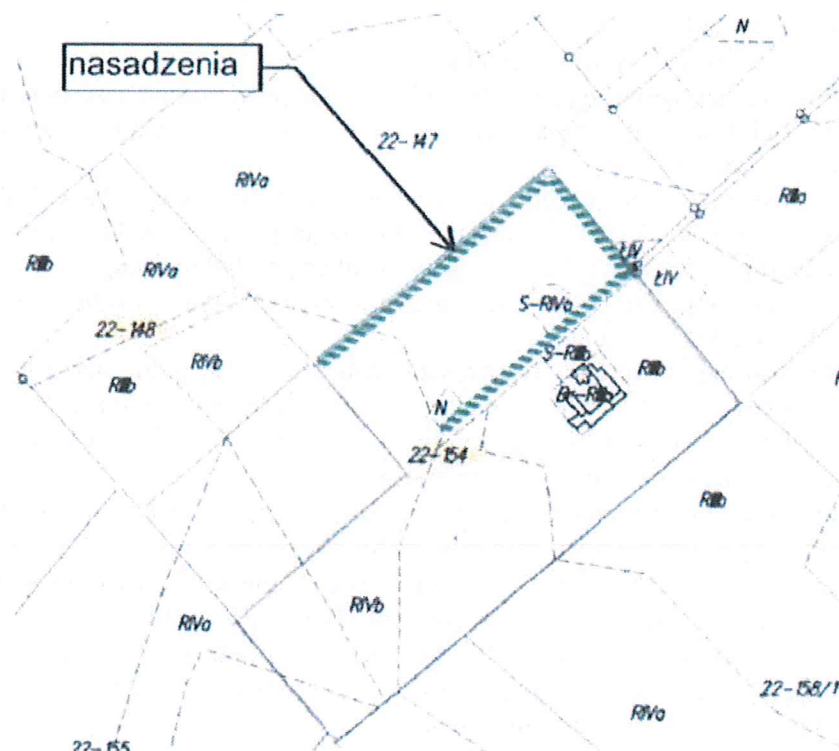 N
nasadzenia
22-147
RIVa
RIIIa
RIIIb
RIVa
ŁIV
ŁIV
S-RIVa
22-148
RIVb
S-RIIIb
RIIIb
RIIIb
Br-RIIIb
N
22-154
RIIIb
RIVb
RIVa
22-158/1
RIVa
22-155